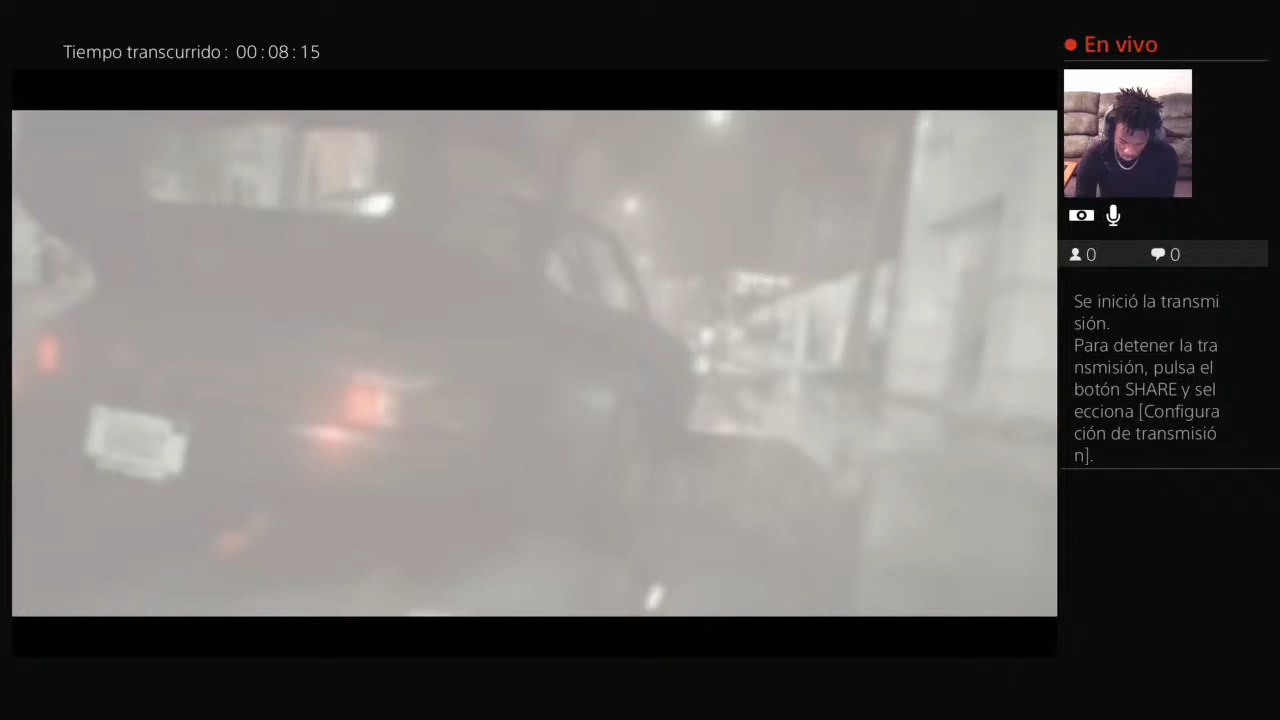 Tiempo transcurrido: 00:08:15
En vivo
0
0
Se inició la transmi
sión.
Para detener la tra
nsmisión, pulsa el
botón SHARE y sel
ecciona [Configura
ción de transmisió
n].